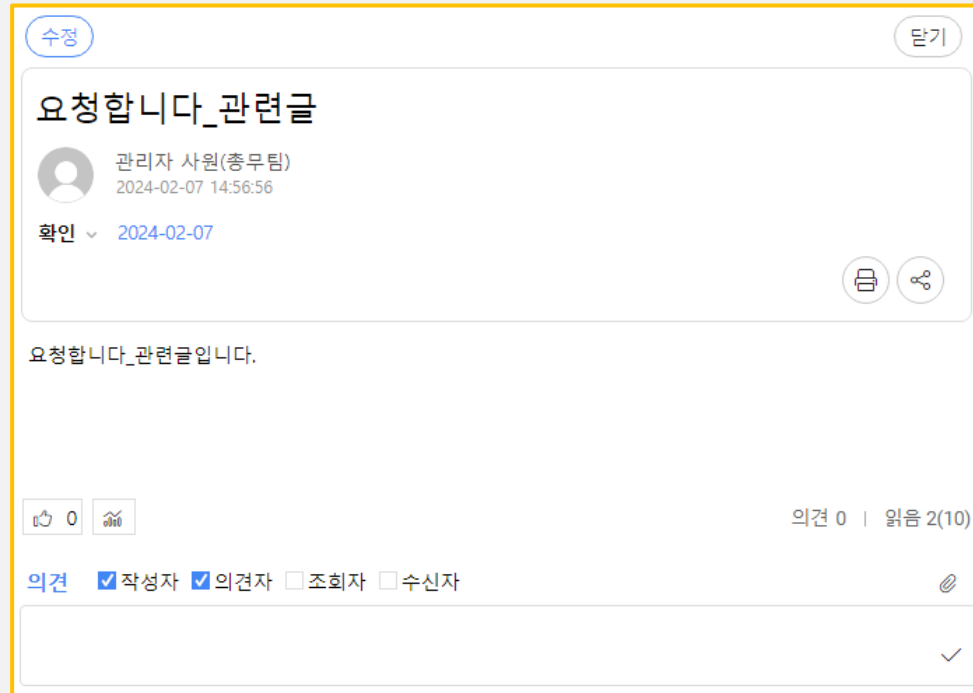 수정 닫기
요청합니다_관련글
관리자 사원(총무팀)
2024-02-07 14:56:56
확인 2024-02-07
요청합니다_관련글입니다.
0 의견 0 | 읽음 2(10)
의견 작성자 의견자 조회자 수신자